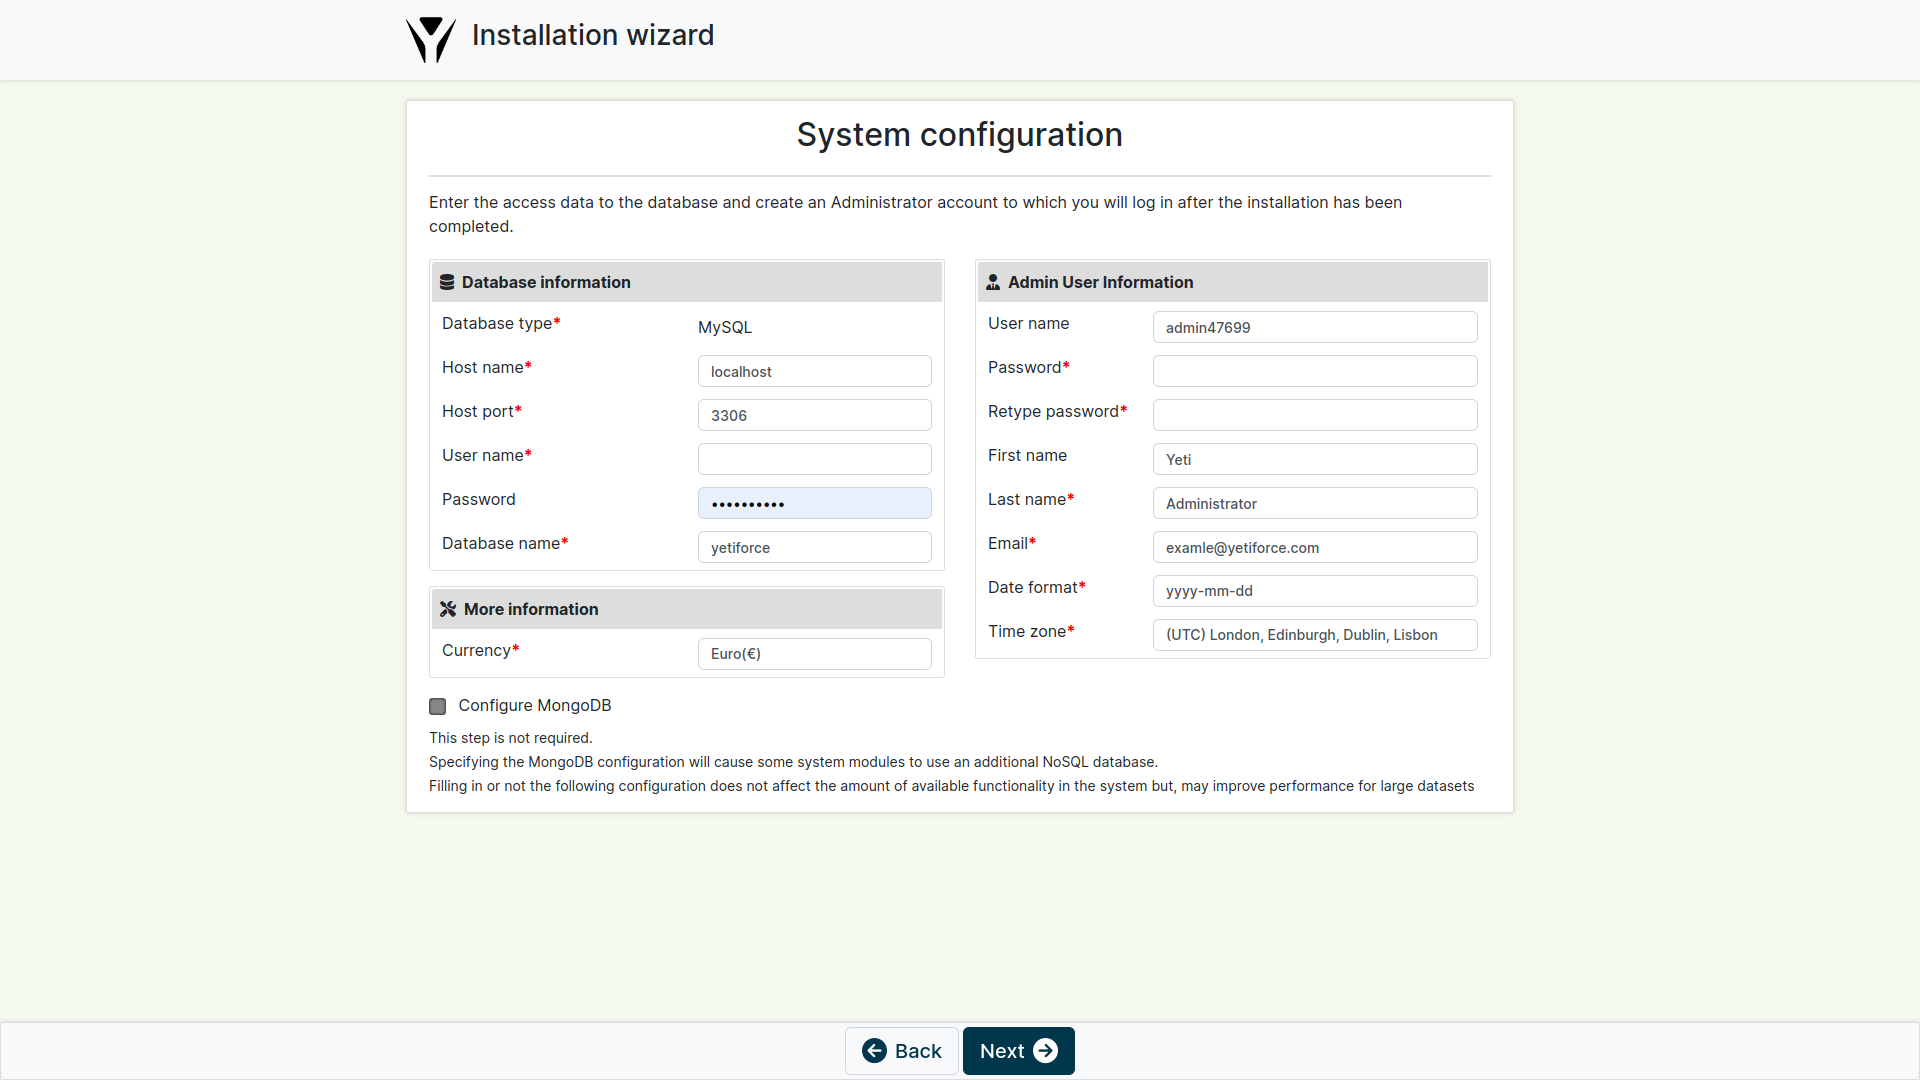 Installation wizard
System configuration
Enter the access data to the database and create an Administrator account to which you will log in after the installation has been
completed.
Database information
Database type*
MySQL
Host name*
localhost
Host port*
3306
User name*
Password
••••••••••
Database name*
yetiforce
More information
Currency*
Euro(€)
Admin User Information
User name
admin47699
Password*
Retype password*
First name
Yeti
Last name*
Administrator
Email*
examle@yetiforce.com
Date format*
yyyy-mm-dd
Time zone*
(UTC) London, Edinburgh, Dublin, Lisbon
Configure MongoDB
This step is not required.
Specifying the MongoDB configuration will cause some system modules to use an additional NoSQL database.
Filling in or not the following configuration does not affect the amount of available functionality in the system but, may improve performance for large datasets
Back
Next